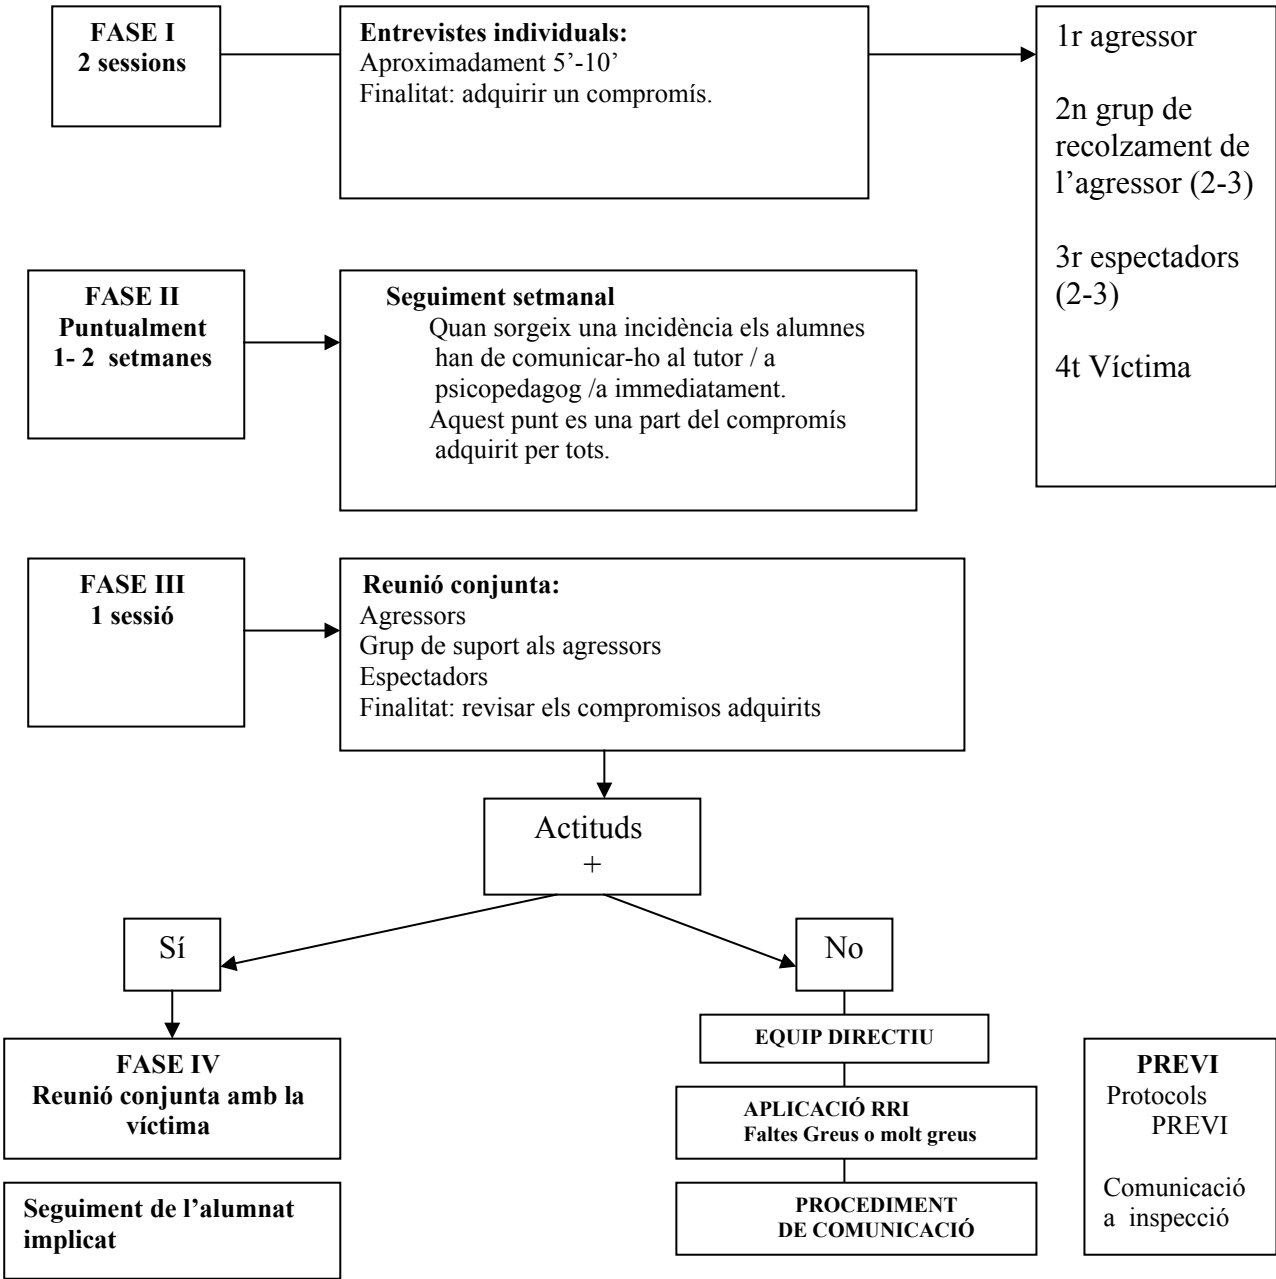 FASE I
2 sessions
Entrevistes individuals:
Aproximadament 5’-10’
Finalitat: adquirir un compromís.
1r agressor
2n grup de
recolzament de
l’agressor (2-3)
3r espectadors
(2-3)
4t Víctima
FASE II
Puntualment
1- 2 setmanes
Seguiment setmanal
Quan sorgeix una incidència els alumnes
han de comunicar-ho al tutor / a
psicopedagog /a immediatament.
Aquest punt es una part del compromís
adquirit per tots.
FASE III
1 sessió
Reunió conjunta:
Agressors
Grup de suport als agressors
Espectadors
Finalitat: revisar els compromisos adquirits
Actituds
+
Sí
No
FASE IV
Reunió conjunta amb la
víctima
Seguiment de l’alumnat
implicat
EQUIP DIRECTIU
APLICACIÓ RRI
Faltes Greus o molt greus
PROCEDIMENT
DE COMUNICACIÓ
PREVI
Protocols
PREVI
Comunicació
a inspecció